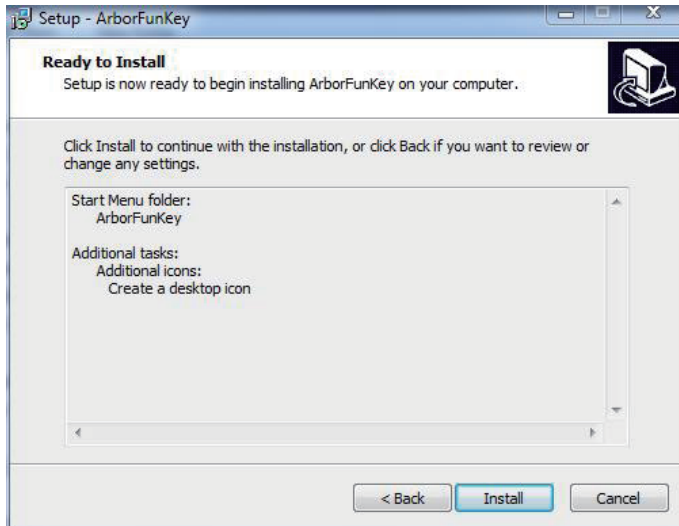 Setup - ArborFunKey
Ready to Install
Setup is now ready to begin installing ArborFunKey on your computer.
Click Install to continue with the installation, or click Back if you want to review or
change any settings.
Start Menu folder:
ArborFunKey
Additional tasks:
Additional icons:
Create a desktop icon
< Back
Install
Cancel